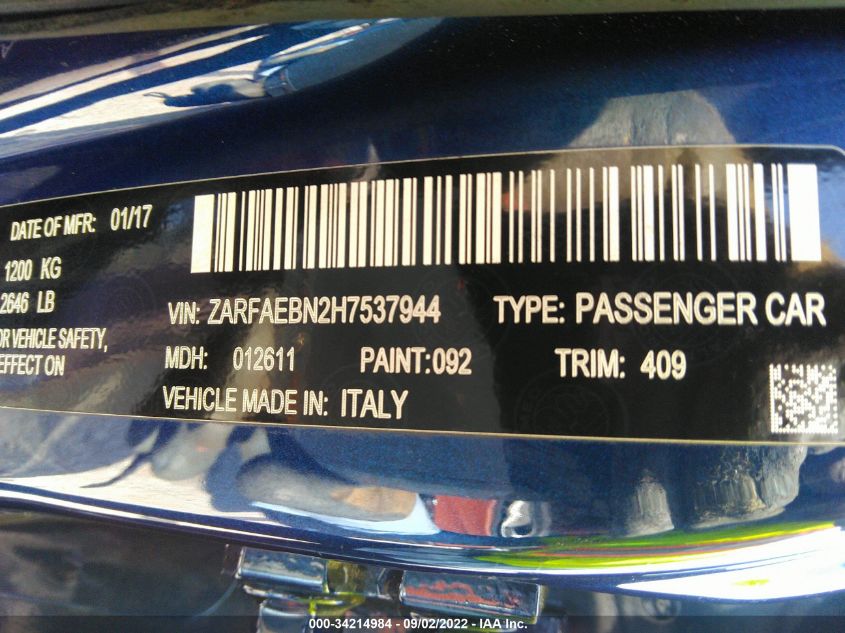 DATE OF MFR: 01/17
1200 KG
2646 LB
OR VEHICLE SAFETY,
EFFECT ON
VIN: ZARFAEBN2H7537944 TYPE: PASSENGER CAR
MDH: 012611 PAINT:092 TRIM: 409
VEHICLE MADE IN: ITALY
000-34214984 - 09/02/2022 - IAA Inc.